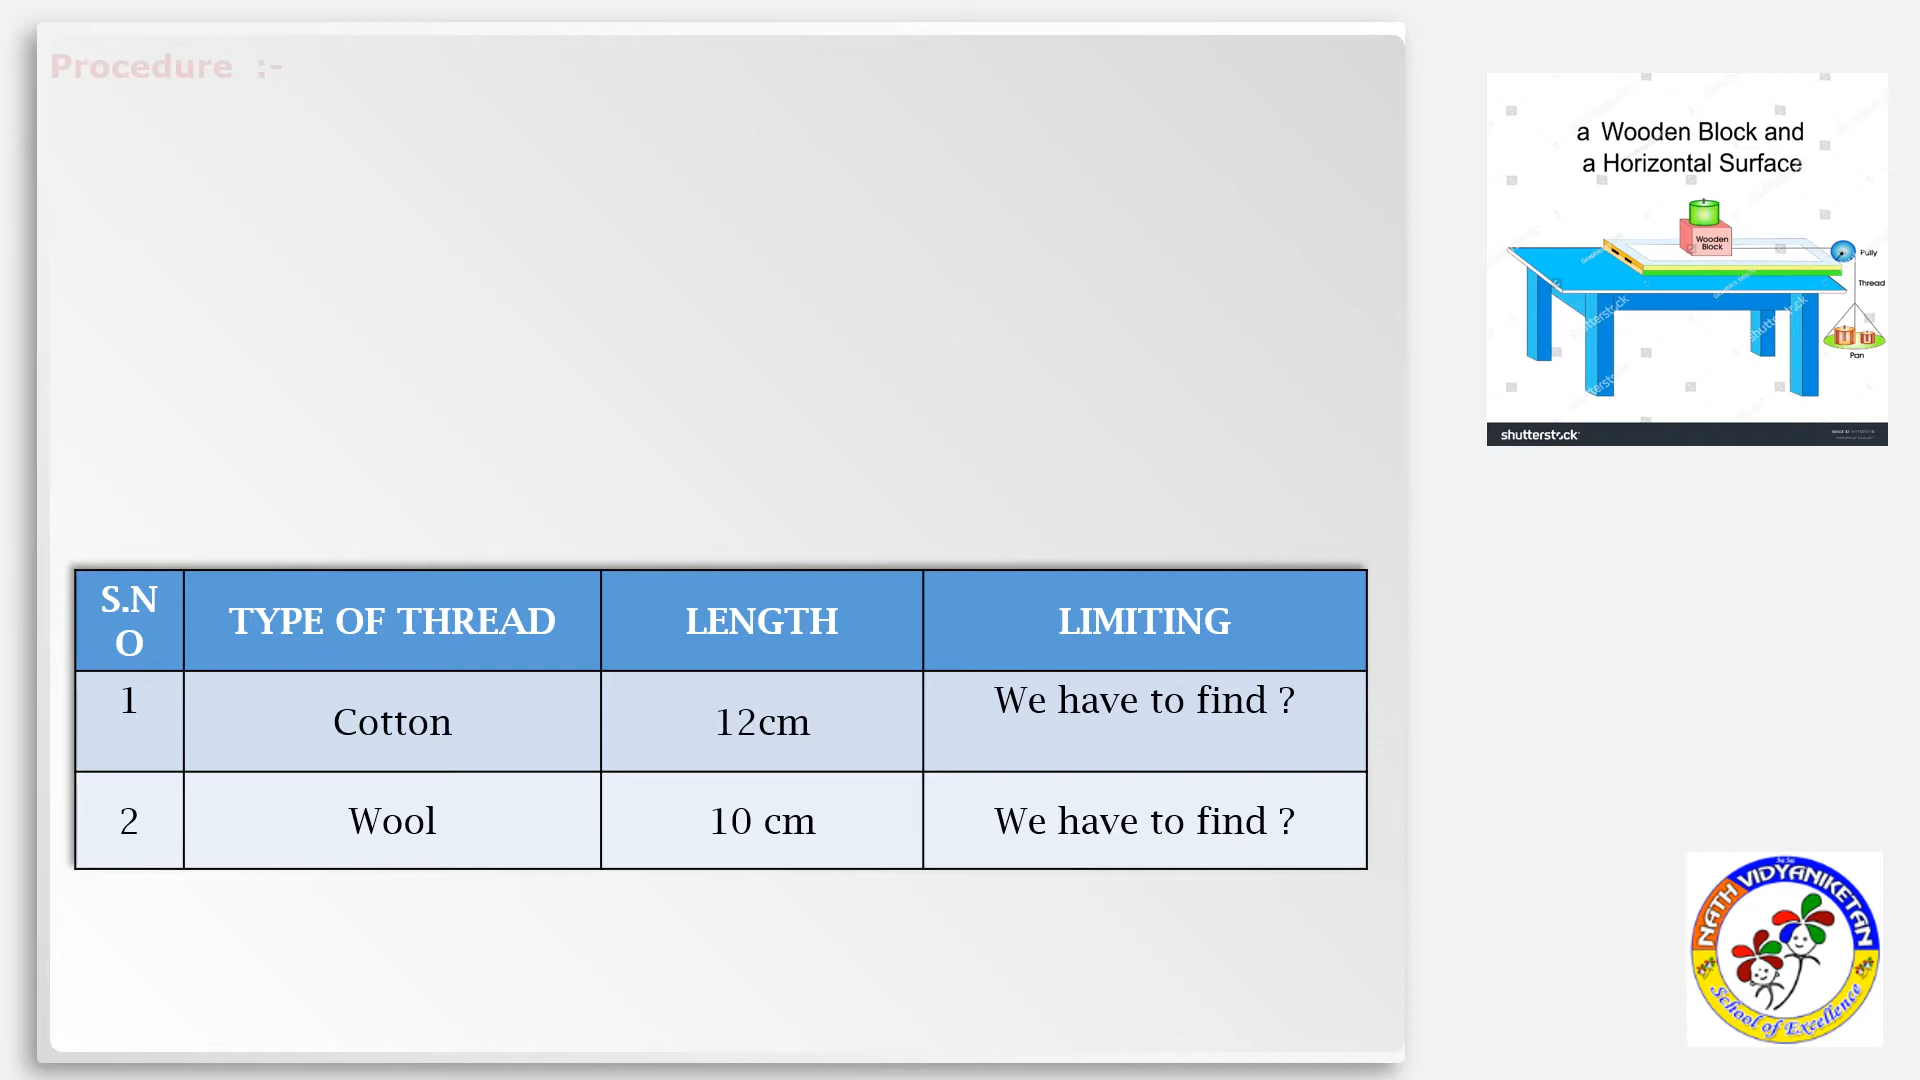 Procedure :-
a Wooden Block and
a Horizontal Surface
Wooden
Block
Pully
Thread
Pan
shutterstock
S.N
O
TYPE OF THREAD
LENGTH
LIMITING
1
Cotton
12cm
We have to find ?
2
Wool
10 cm
We have to find ?
NATH VIDYANIKETAN
School of Excellence